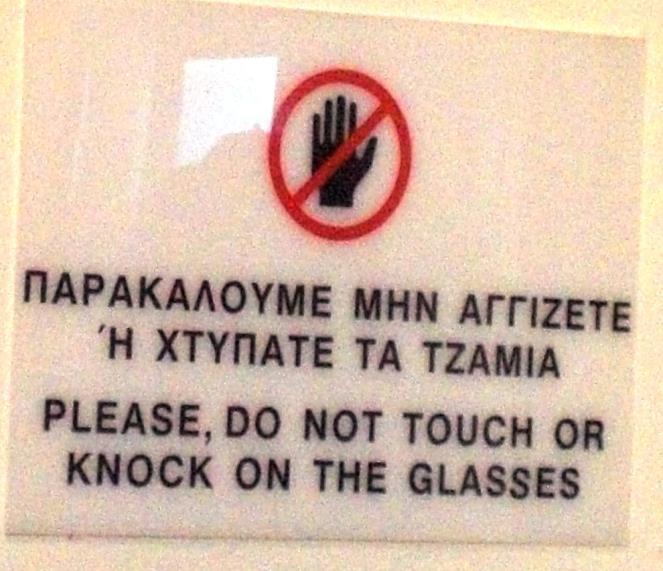 ΠΑΡΑΚΑΛΟΥΜΕ ΜΗΝ ΑΓΓΙΖΕΤΕ
Ή ΧΤΥΠΑΤΕ ΤΑ ΤΖΑΜΙΑ
PLEASE, DO NOT TOUCH OR
KNOCK ON THE GLASSES